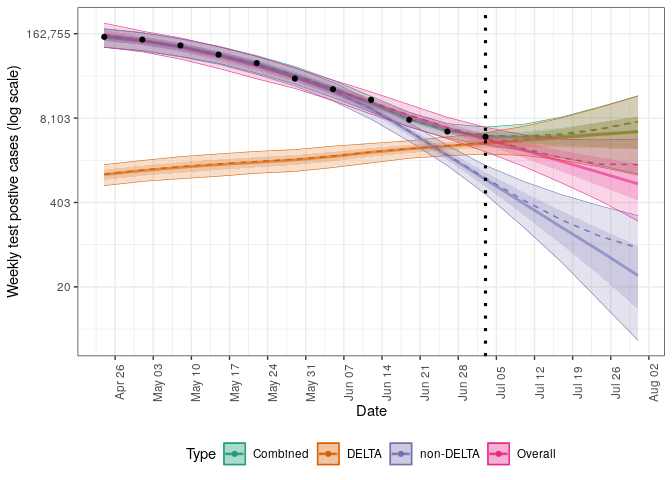 Weekly test postive cases (log scale)
162,755
8,103
403
20
Apr 26
May 03
May 10
May 17
May 24
May 31
Jun 07
Jun 14
Jun 21
Jun 28
Jul 05
Jul 12
Jul 19
Jul 26
Aug 02
Date
Type Combined DELTA non-DELTA Overall